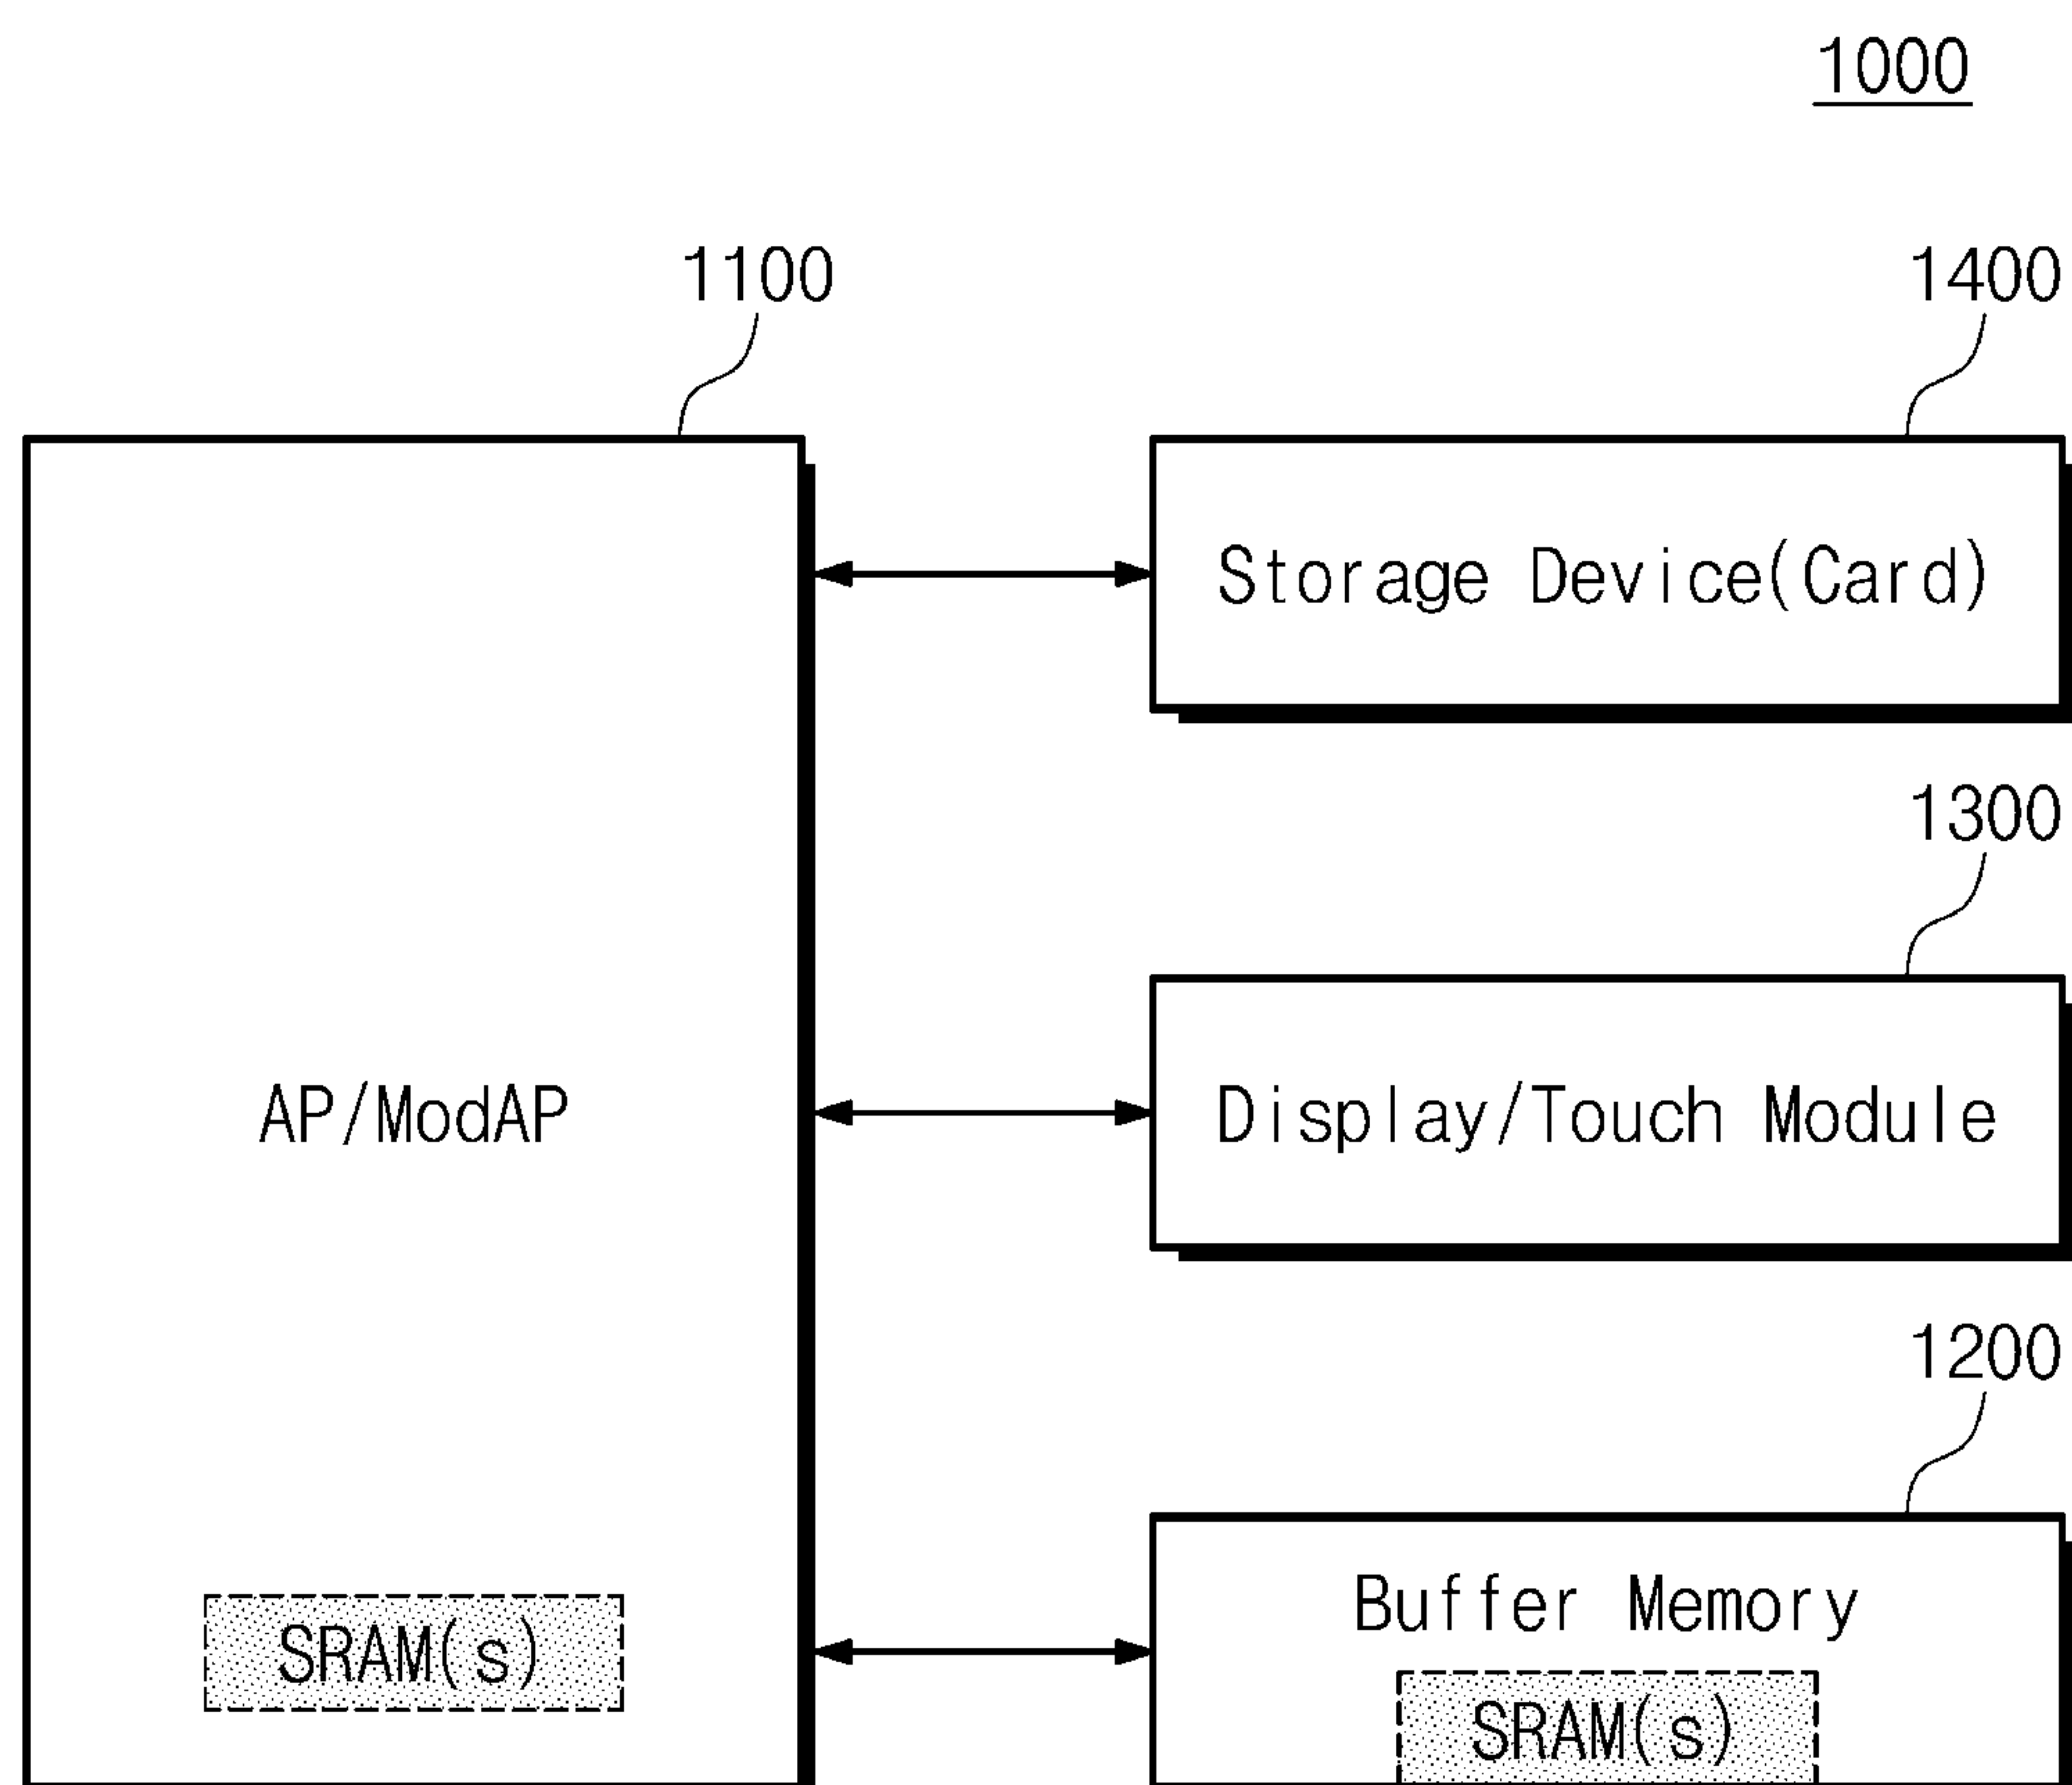 1000
1100
1400
Storage Device(Card)
1300
AP/ModAP
Display/Touch Module
1200
Buffer Memory
SRAM(s)
SRAM(s)